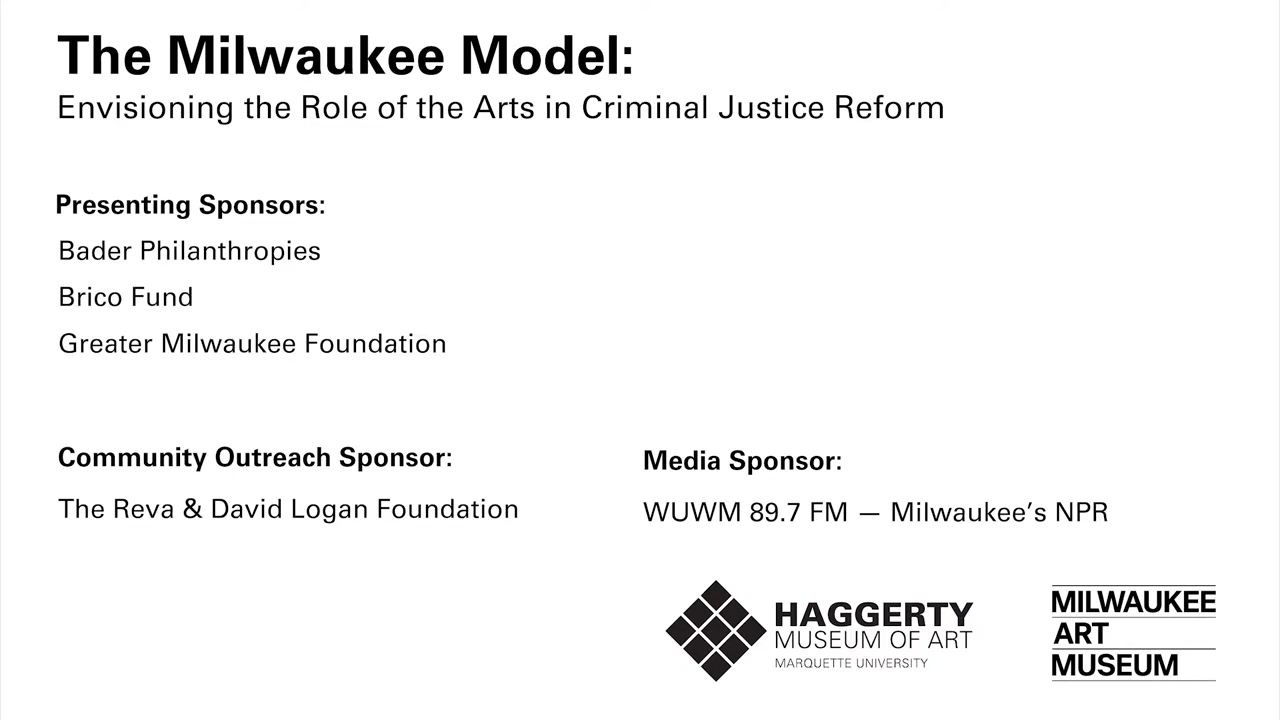 The Milwaukee Model:
Envisioning the Role of the Arts in Criminal Justice Reform
Presenting Sponsors:
Bader Philanthropies
Brico Fund
Greater Milwaukee Foundation
Community Outreach Sponsor:
The Reva & David Logan Foundation
Media Sponsor:
WUWM 89.7 FM — Milwaukee’s NPR
HAGGERTY
MUSEUM OF ART
MARQUETTE UNIVERSITY
MILWAUKEE
ART
MUSEUM